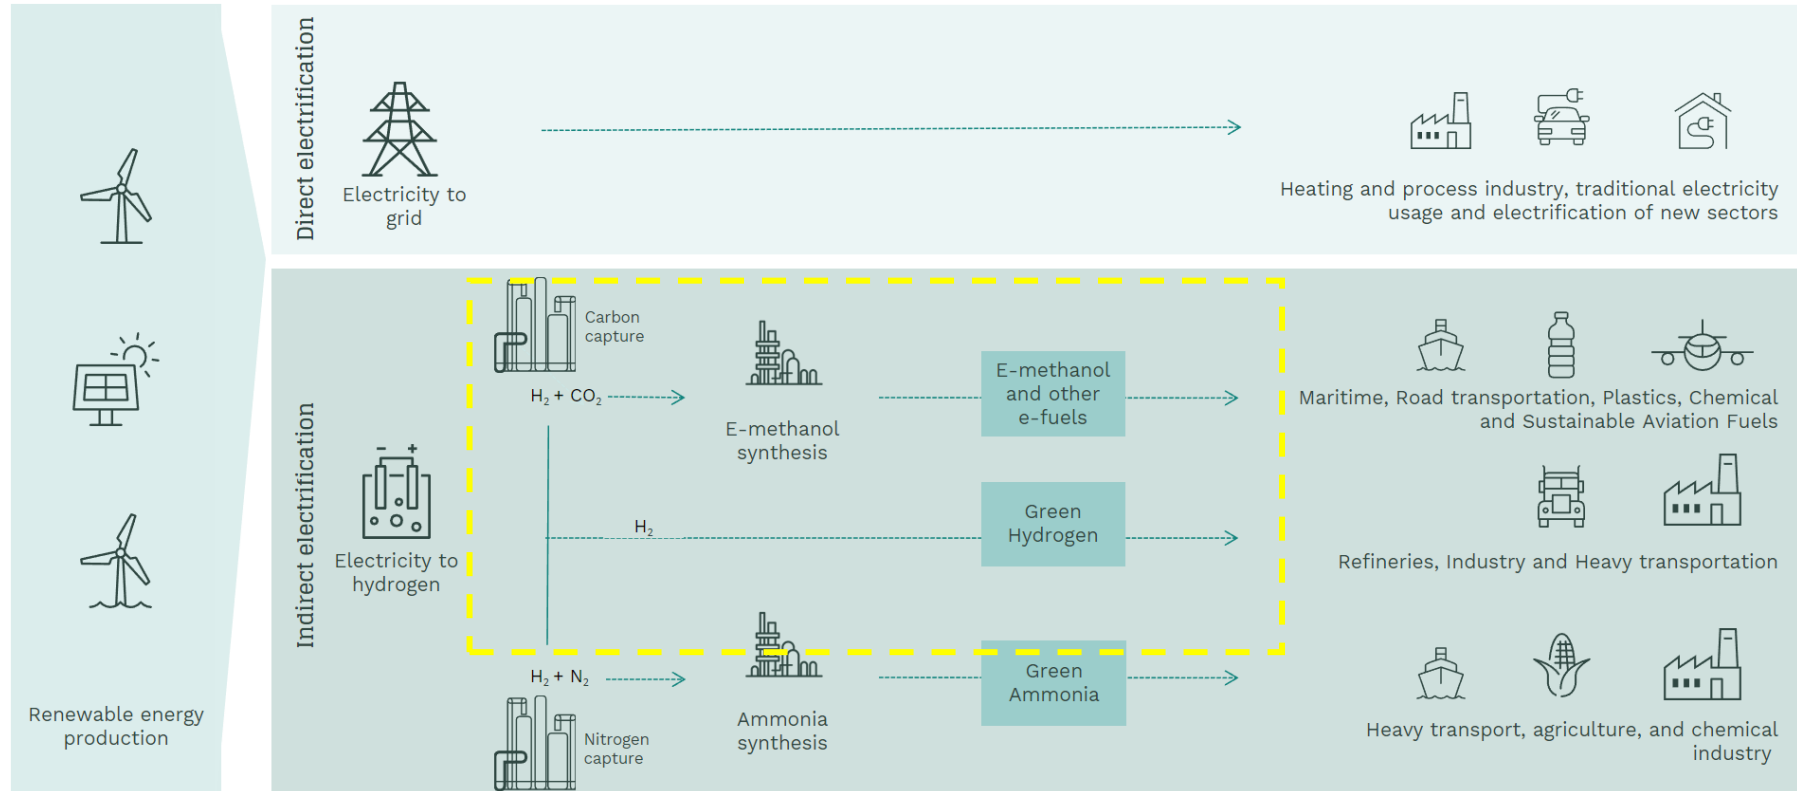 Direct electrification
Electricity to
grid
Heating and process industry, traditional electricity
usage and electrification of new sectors
Renewable energy
production
Indirect electrification
- +
Electricity to
hydrogen
Carbon
capture
H₂ + CO₂
E-methanol
synthesis
E-methanol
and other
e-fuels
Maritime, Road transportation, Plastics, Chemical
and Sustainable Aviation Fuels
H₂
Green
Hydrogen
Refineries, Industry and Heavy transportation
H₂ + N₂
Nitrogen
capture
Ammonia
synthesis
Green
Ammonia
Heavy transport, agriculture, and chemical
industry